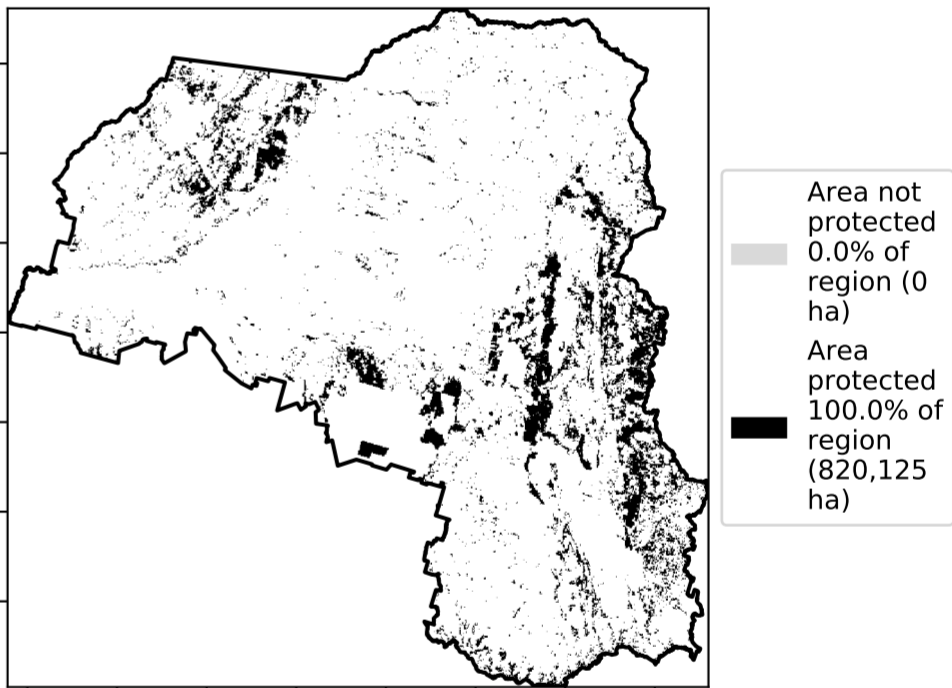 Area not
protected
0.0% of
region (0
ha)
Area
protected
100.0% of
region
(820,125
ha)